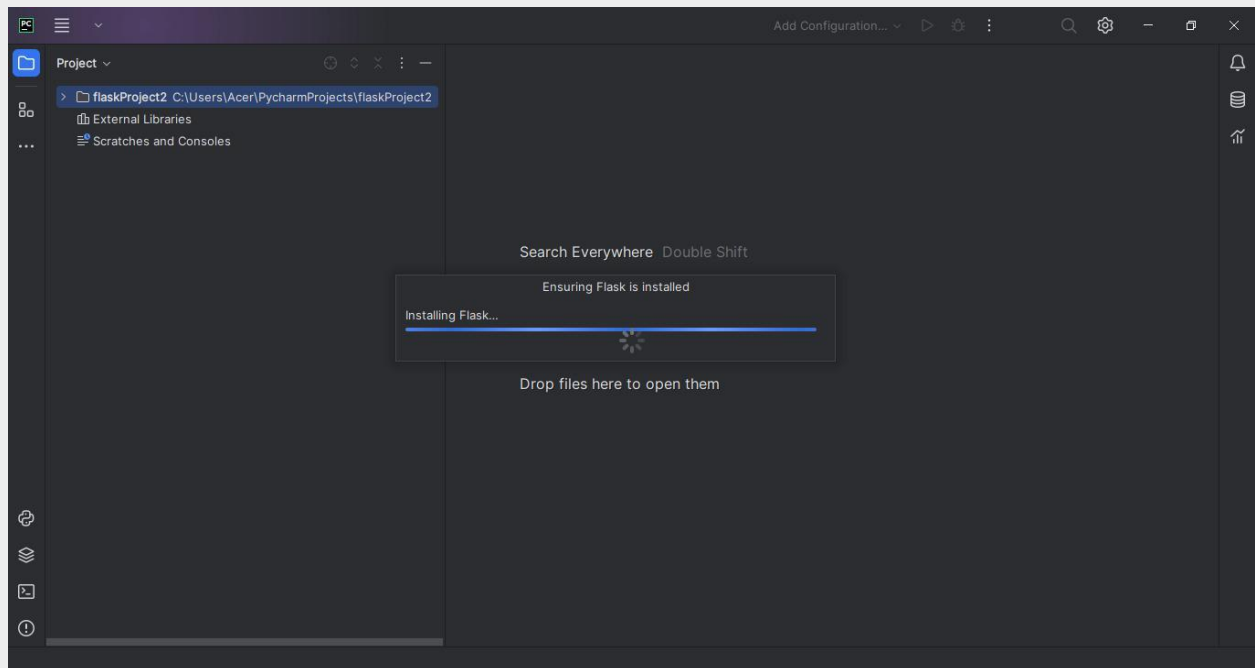 PC
Add Configuration...
Project
flaskProject2 C:\Users\Acer\PycharmProjects\flaskProject2
External Libraries
Scratches and Consoles
Search Everywhere Double Shift
Ensuring Flask is installed
Installing Flask...
Drop files here to open them